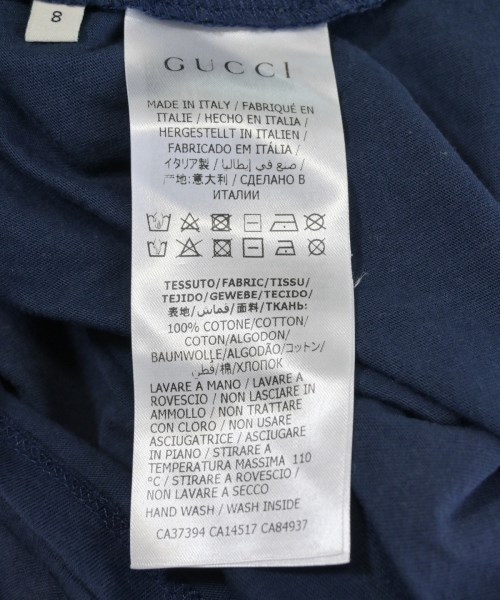 8
GUCCI
MADE IN ITALY / FABRIQUÉ EN
ITALIE / HECHO EN ITALIA /
HERGESTELLT IN ITALIEN /
FABRICADO EM ITÁLIA /
イタリア製 / صنع في إيطاليا /
产地:意大利 / СДЕЛАНО В
ИТАЛИИ
TESSUTO/FABRIC/TISSU/
TEJIDO/GEWEBE/TECIDO/
表地/قماش/面料/ТКАНЬ:
100% COTONE/COTTON/
COTON/ALGODON/
BAUMWOLLE/ALGODÃO/コットン/
قطن/棉/ХЛОПОК
LAVARE A MANO / LAVARE A
ROVESCIO / NON LASCIARE IN
AMMOLLO / NON TRATTARE
CON CLORO / NON USARE
ASCIUGATRICE / ASCIUGARE
IN PIANO / STIRARE A
TEMPERATURA MASSIMA 110
°C / STIRARE A ROVESCIO /
NON LAVARE A SECCO
HAND WASH / WASH INSIDE
CA37394 CA14517 CA84937